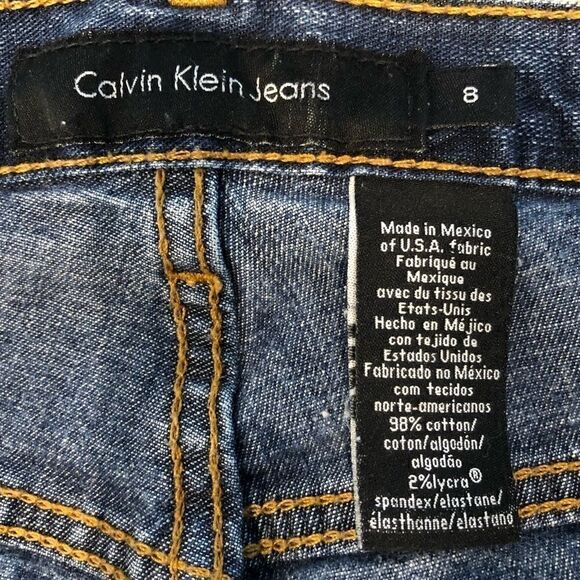 Calvin Klein Jeans
8
Made in Mexico
of U.S.A. fabric
Fabriqué au
Mexique
avec du tissu des
Etats-Unis
Hecho en Méjico
con tejido de
Estados Unidos
Fabricado no México
com tecidos
norte-americanos
98% cotton/
coton/algodón/
algodão
2%lycra®
spandex/elastane/
élasthanne/elastano